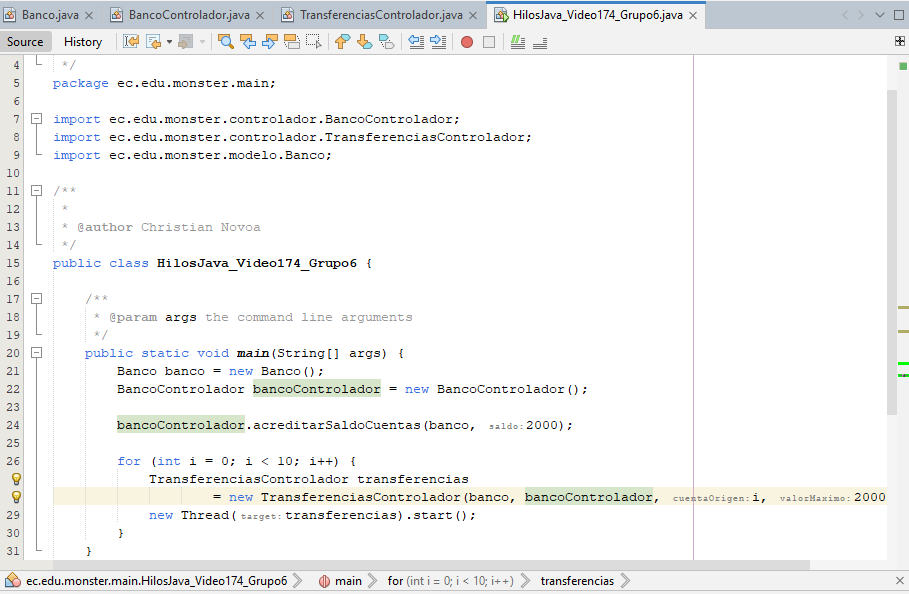 Banco.java BancoControlador.java TransferenciasControlador.java HilosJava_Video174_Grupo6.java
Source History
4 */
5 package ec.edu.monster.main;
6
7 import ec.edu.monster.controlador.BancoControlador;
8 import ec.edu.monster.controlador.TransferenciasControlador;
9 import ec.edu.monster.modelo.Banco;
10
11 /**
12 *
13 * @author Christian Novoa
14 */
15 public class HilosJava_Video174_Grupo6 {
16
17 /**
18 * @param args the command line arguments
19 */
20 public static void main(String[] args) {
21 Banco banco = new Banco();
22 BancoControlador bancoControlador = new BancoControlador();
23
24 bancoControlador.acreditarSaldoCuentas(banco, saldo: 2000);
25
26 for (int i = 0; i < 10; i++) {
TransferenciasControlador transferencias
= new TransferenciasControlador(banco, bancoControlador, cuentaOrigen: i, valorMaximo: 2000
29 new Thread( target: transferencias).start();
30 }
31 }
ec.edu.monster.main.HilosJava_Video174_Grupo6 main for (int i = 0; i < 10; i++) transferencias